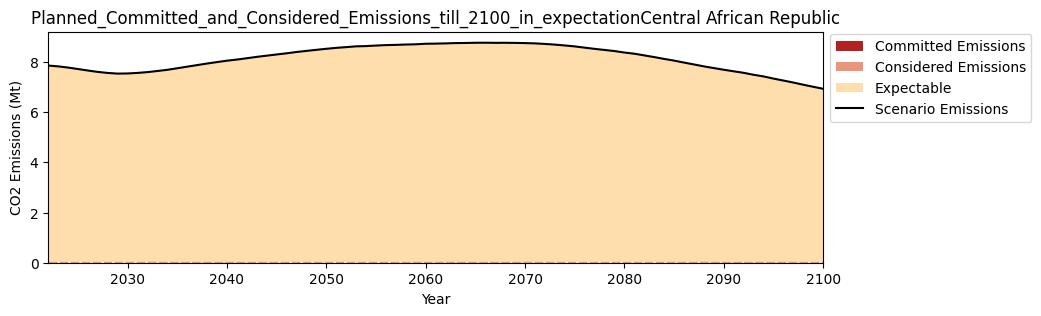 Planned_Committed_and_Considered_Emissions_till_2100_in_expectationCentral African Republic
Committed Emissions
Considered Emissions
Expectable
Scenario Emissions
CO2 Emissions (Mt)
8
6
4
2
0
2030 2040 2050 2060 2070 2080 2090 2100
Year